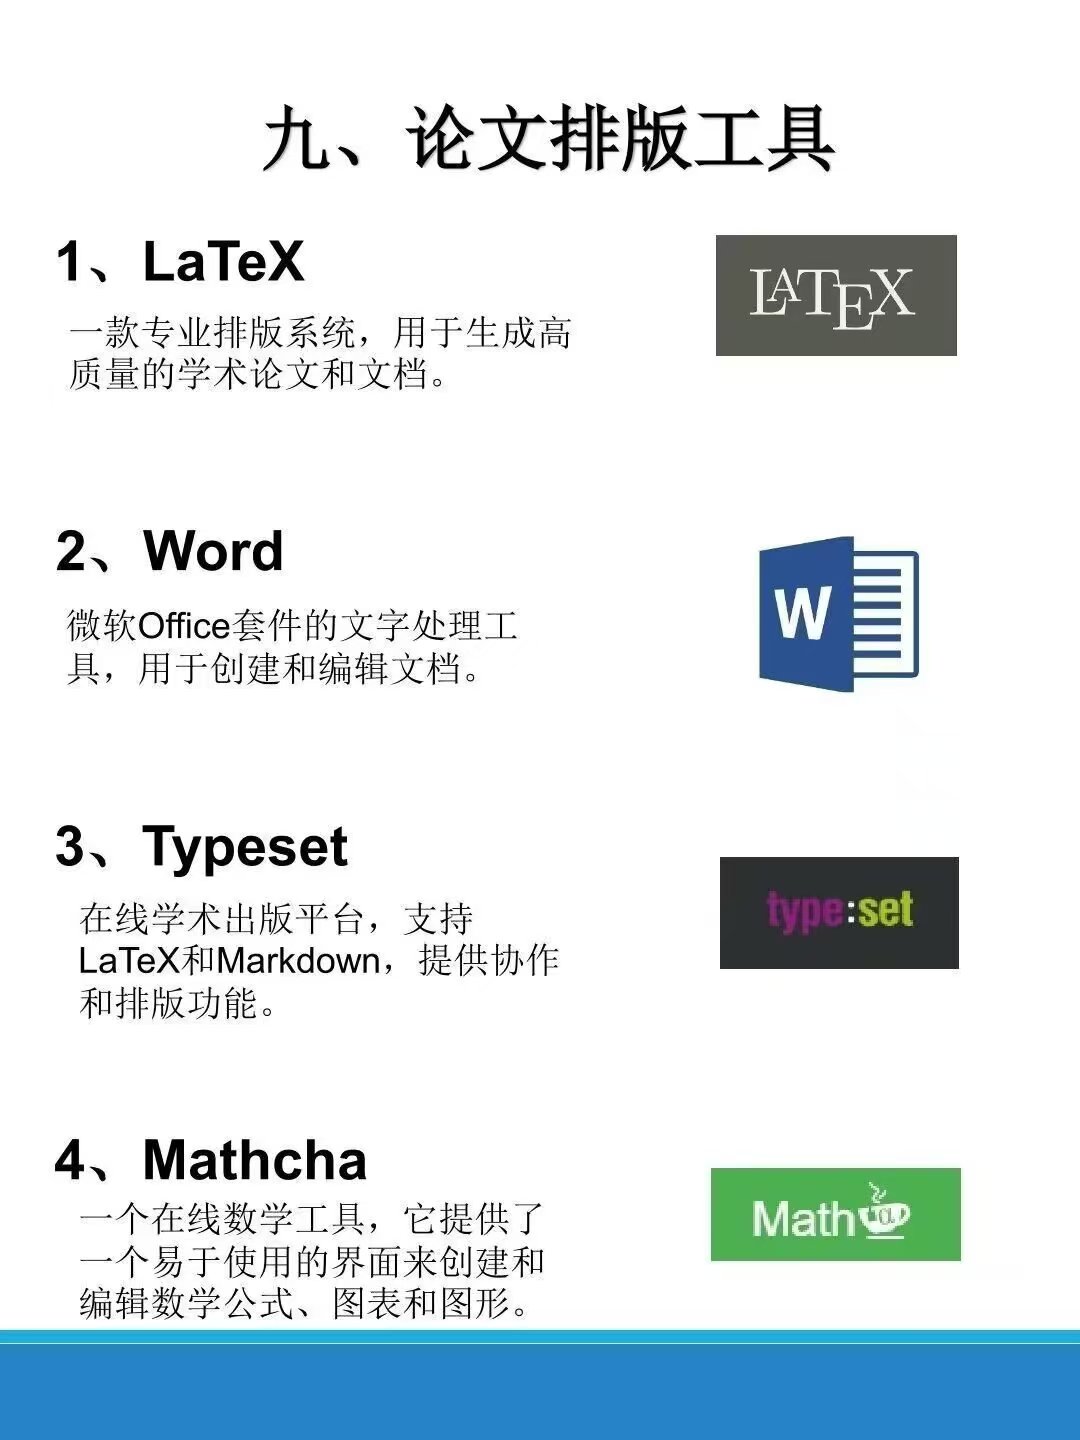 九、论文排版工具
1、LaTeX
LATEX
一款专业排版系统，用于生成高
质量的学术论文和文档。
2、Word
W
微软Office套件的文字处理工
具，用于创建和编辑文档。
3、Typeset
type:set
在线学术出版平台，支持
LaTeX和Markdown，提供协作
和排版功能。
4、Mathcha
Math
一个在线数学工具，它提供了
一个易于使用的界面来创建和
编辑数学公式、图表和图形。